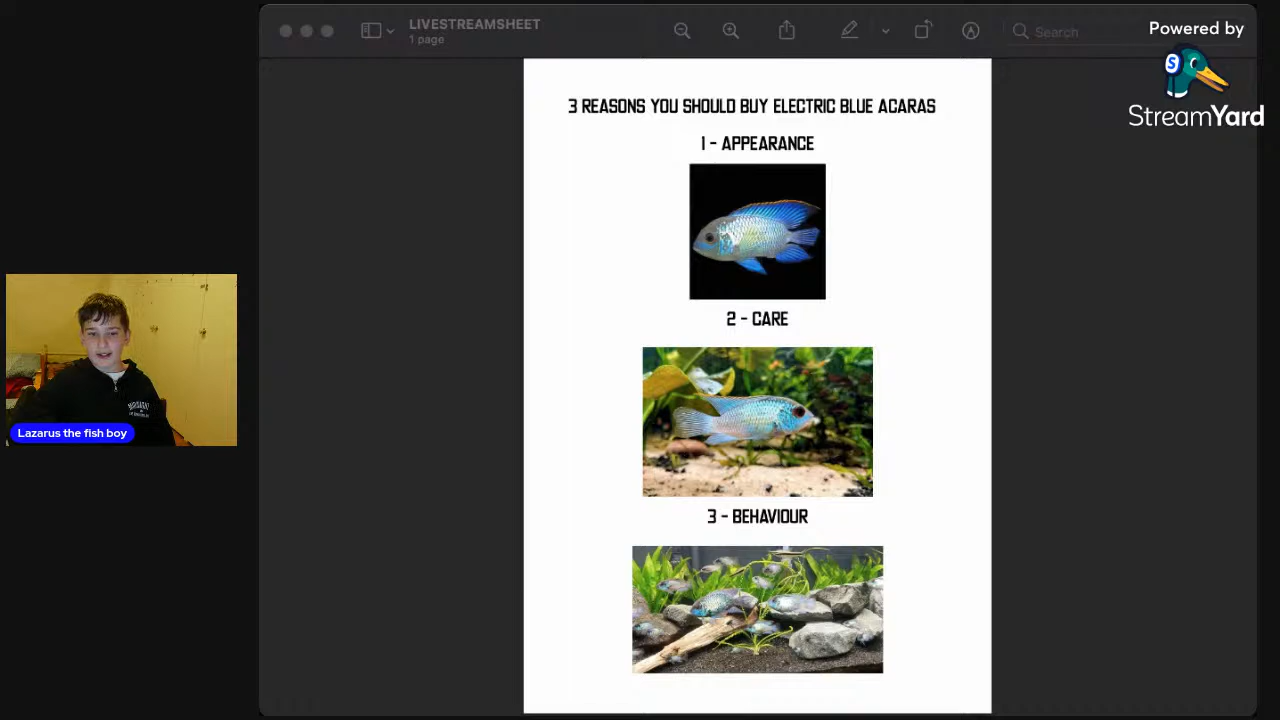 LIVESTREAMSHEET
1 page
Search
Powered by
S
StreamYard
3 REASONS YOU SHOULD BUY ELECTRIC BLUE ACARAS
1 - APPEARANCE
2 - CARE
3 - BEHAVIOUR
Lazarus the fish boy